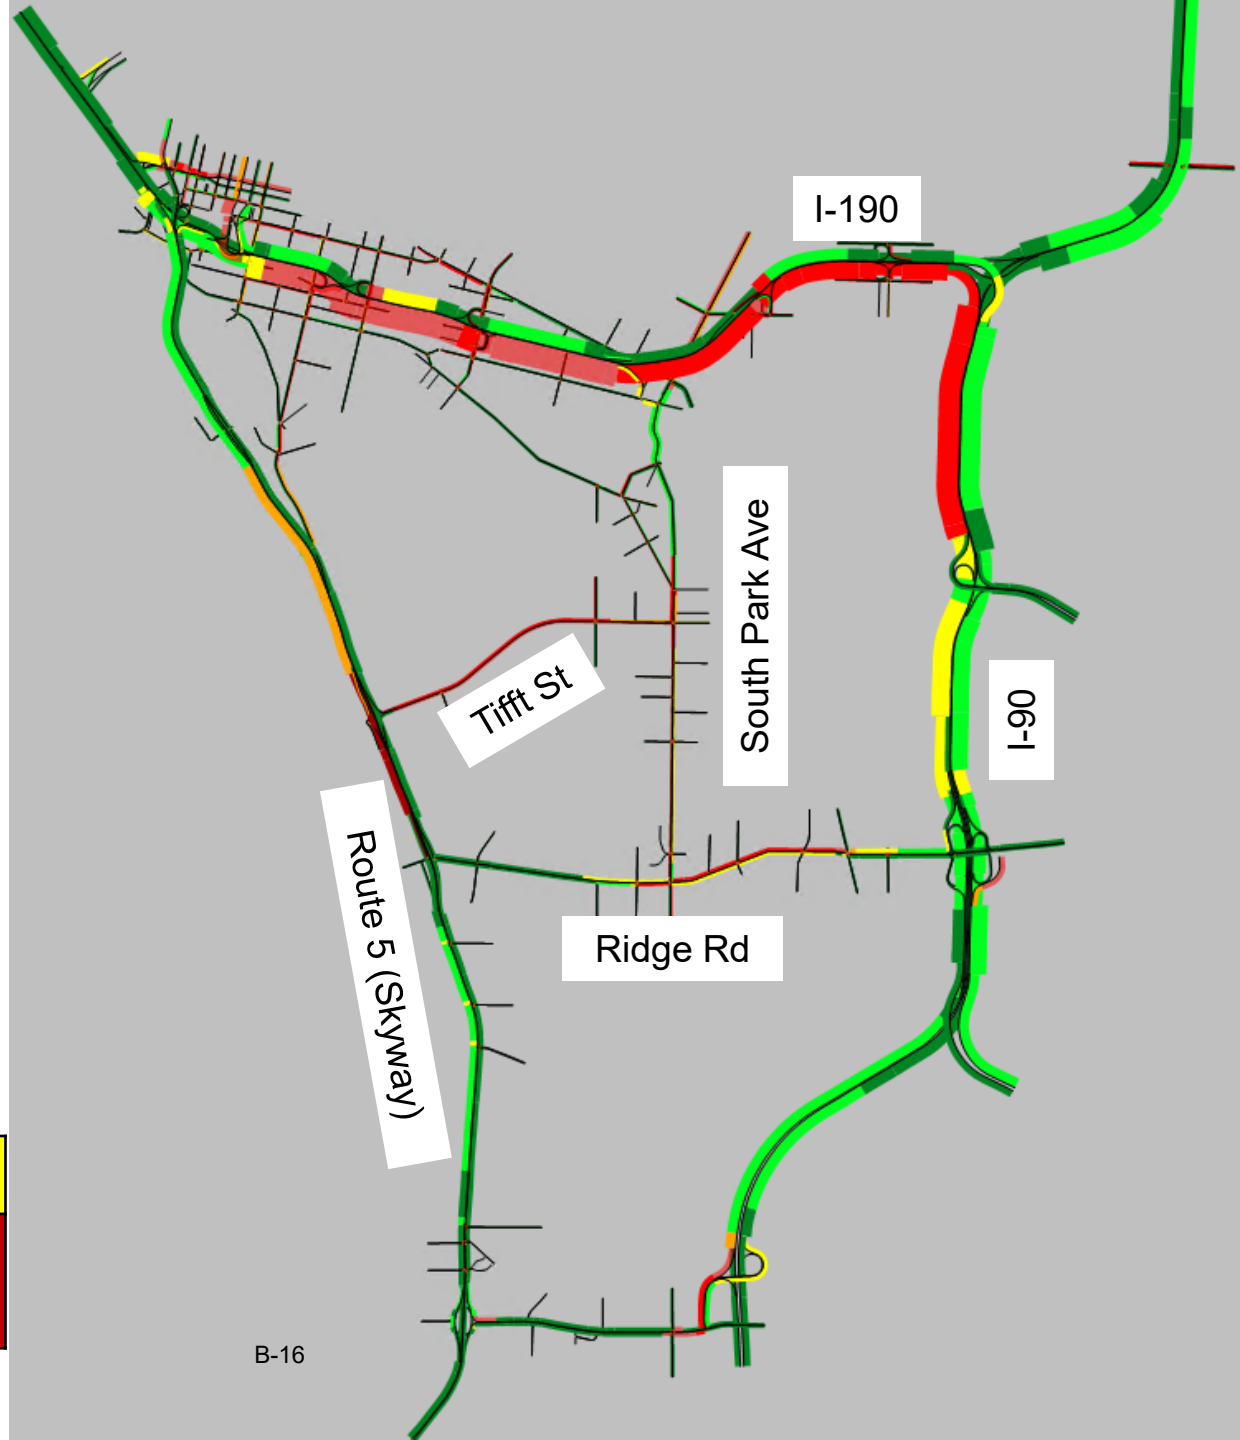 I-190
South Park Ave
Tifft St
I-90
Route 5 (Skyway)
Ridge Rd
B-16